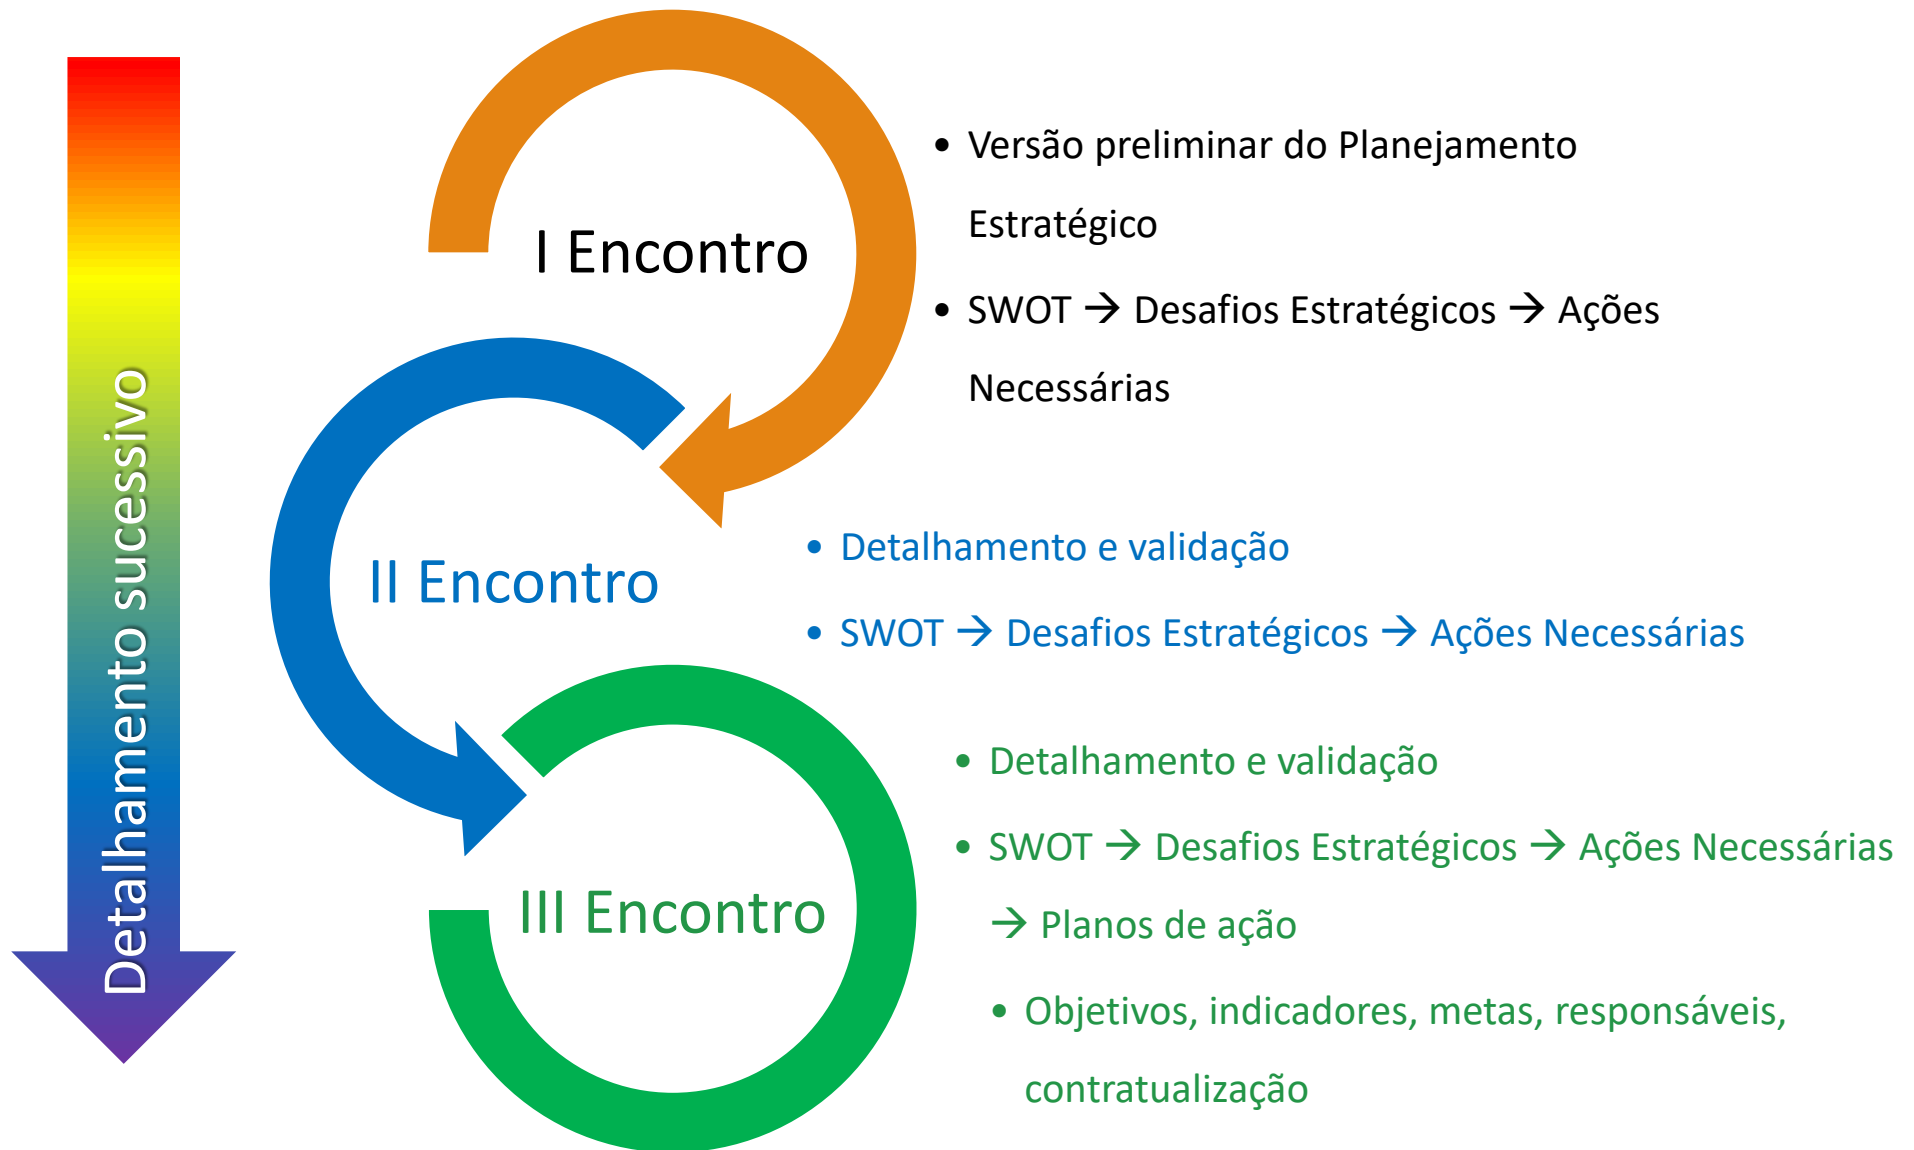 Detalhamento sucessivo
I Encontro
• Versão preliminar do Planejamento
Estratégico
• SWOT → Desafios Estratégicos → Ações
Necessárias
II Encontro
• Detalhamento e validação
• SWOT → Desafios Estratégicos → Ações Necessárias
III Encontro
• Detalhamento e validação
• SWOT → Desafios Estratégicos → Ações Necessárias
→ Planos de ação
• Objetivos, indicadores, metas, responsáveis,
contratualização